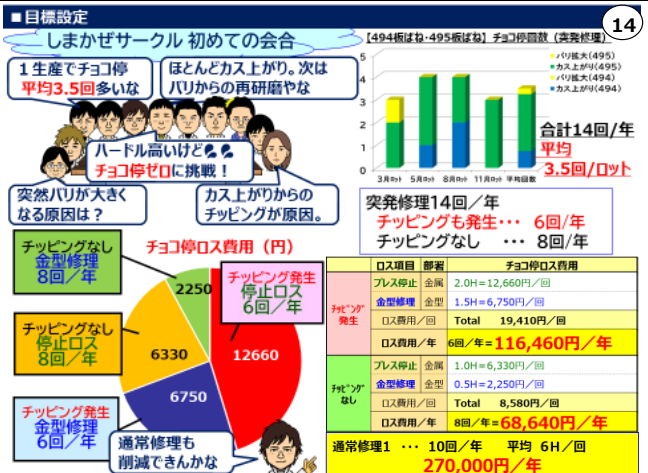 ■目標設定
14
しまかぜサークル 初めての会合
１生産でチョコ停
平均3.5回多いな
ほとんどカス上がり。次は
バリからの再研磨やな
ハードル高いけど
チョコ停ゼロに挑戦！
突然バリが大きく
なる原因は？
カス上がりからの
チッピングが原因。
【494板ばね・495板ばね】チョコ停回数（突発修理）
5
4
3
2
1
0
3月ロット 5月ロット 8月ロット 11月ロット 平均回数
バリ拡大(495)
カス上がり(495)
バリ拡大(494)
カス上がり(494)
合計14回/年
平均
3.5回/ロット
突発修理14回／年
チッピングも発生・・・ 6回/年
チッピングなし ・・・ 8回/年
チョコ停ロス費用（円）
チッピングなし
金型修理
8回／年
チッピングなし
停止ロス
8回／年
チッピング発生
金型修理
6回／年
チッピング発生
停止ロス
6回／年
2250
6330
6750
12660
通常修理も
削減できんかな
ロス項目 部署 チョコ停ロス費用
ﾁｯﾋﾟﾝｸﾞ
発生
プレス停止 金属 2.0H＝12,660円／回
金型修理 金型 1.5H＝6,750円／回
ロス費用／回 Total 19,410円／回
ロス費用／年 6回／年＝116,460円／年
ﾁｯﾋﾟﾝｸﾞ
なし
プレス停止 金属 1.0H＝6,330円／回
金型修理 金型 0.5H＝2,250円／回
ロス費用／回 Total 8,580円／回
ロス費用／年 8回／年＝68,640円／年
通常修理1 ・・・ 10回／年 平均 6H／回
270,000円／年